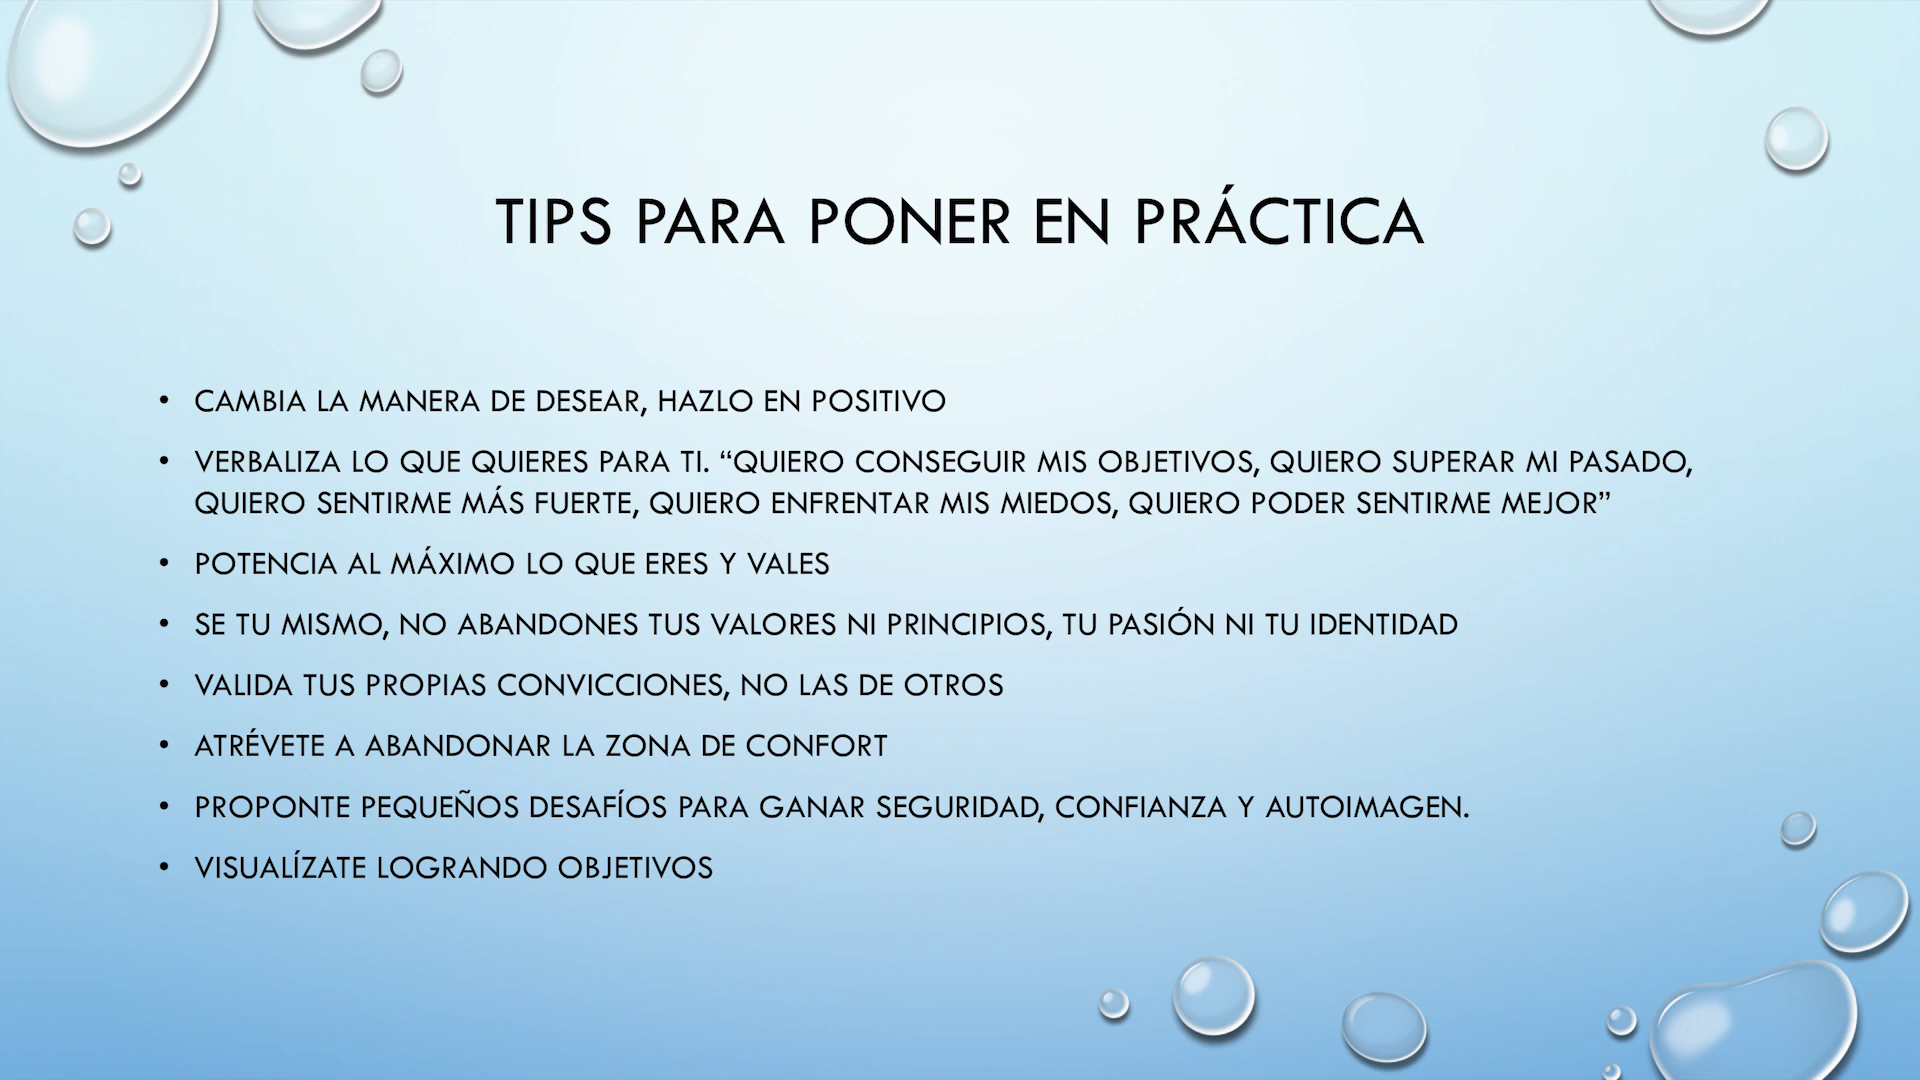 TIPS PARA PONER EN PRÁCTICA
• CAMBIA LA MANERA DE DESEAR, HAZLO EN POSITIVO
• VERBALIZA LO QUE QUIERES PARA TI. “QUIERO CONSEGUIR MIS OBJETIVOS, QUIERO SUPERAR MI PASADO,
QUIERO SENTIRME MÁS FUERTE, QUIERO ENFRENTAR MIS MIEDOS, QUIERO PODER SENTIRME MEJOR”
• POTENCIA AL MÁXIMO LO QUE ERES Y VALES
• SE TU MISMO, NO ABANDONES TUS VALORES NI PRINCIPIOS, TU PASIÓN NI TU IDENTIDAD
• VALIDA TUS PROPIAS CONVICCIONES, NO LAS DE OTROS
• ATRÉVETE A ABANDONAR LA ZONA DE CONFORT
• PROPONTE PEQUEÑOS DESAFÍOS PARA GANAR SEGURIDAD, CONFIANZA Y AUTOIMAGEN.
• VISUALÍZATE LOGRANDO OBJETIVOS